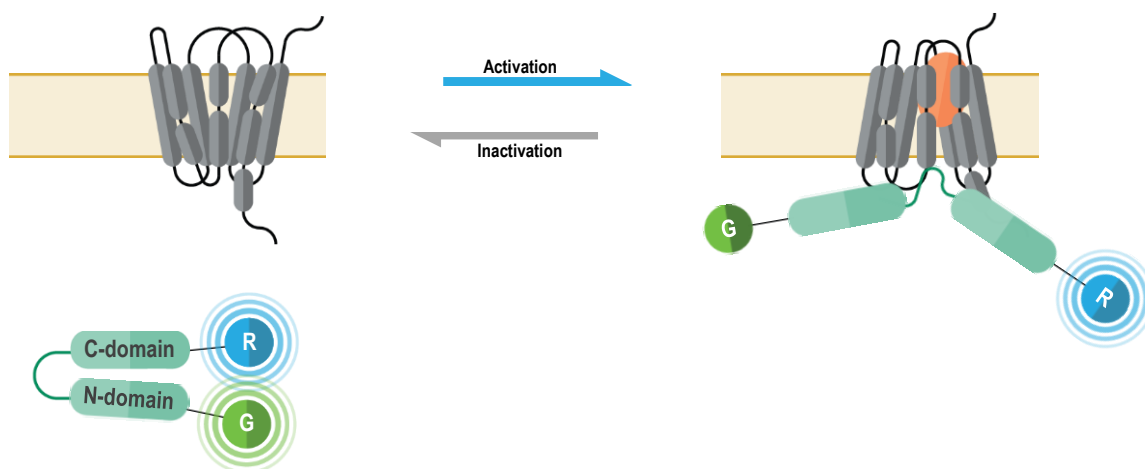 Activation
Inactivation
G
R
C-domain
R
N-domain
G